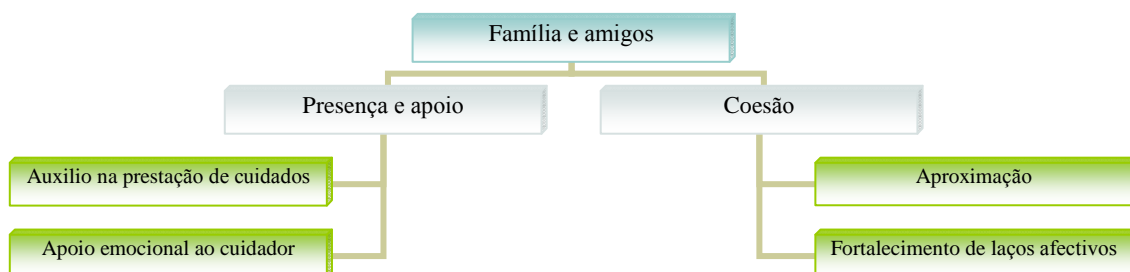 Família e amigos
Presença e apoio
Coesão
Auxilio na prestação de cuidados
Aproximação
Apoio emocional ao cuidador
Fortalecimento de laços afectivos